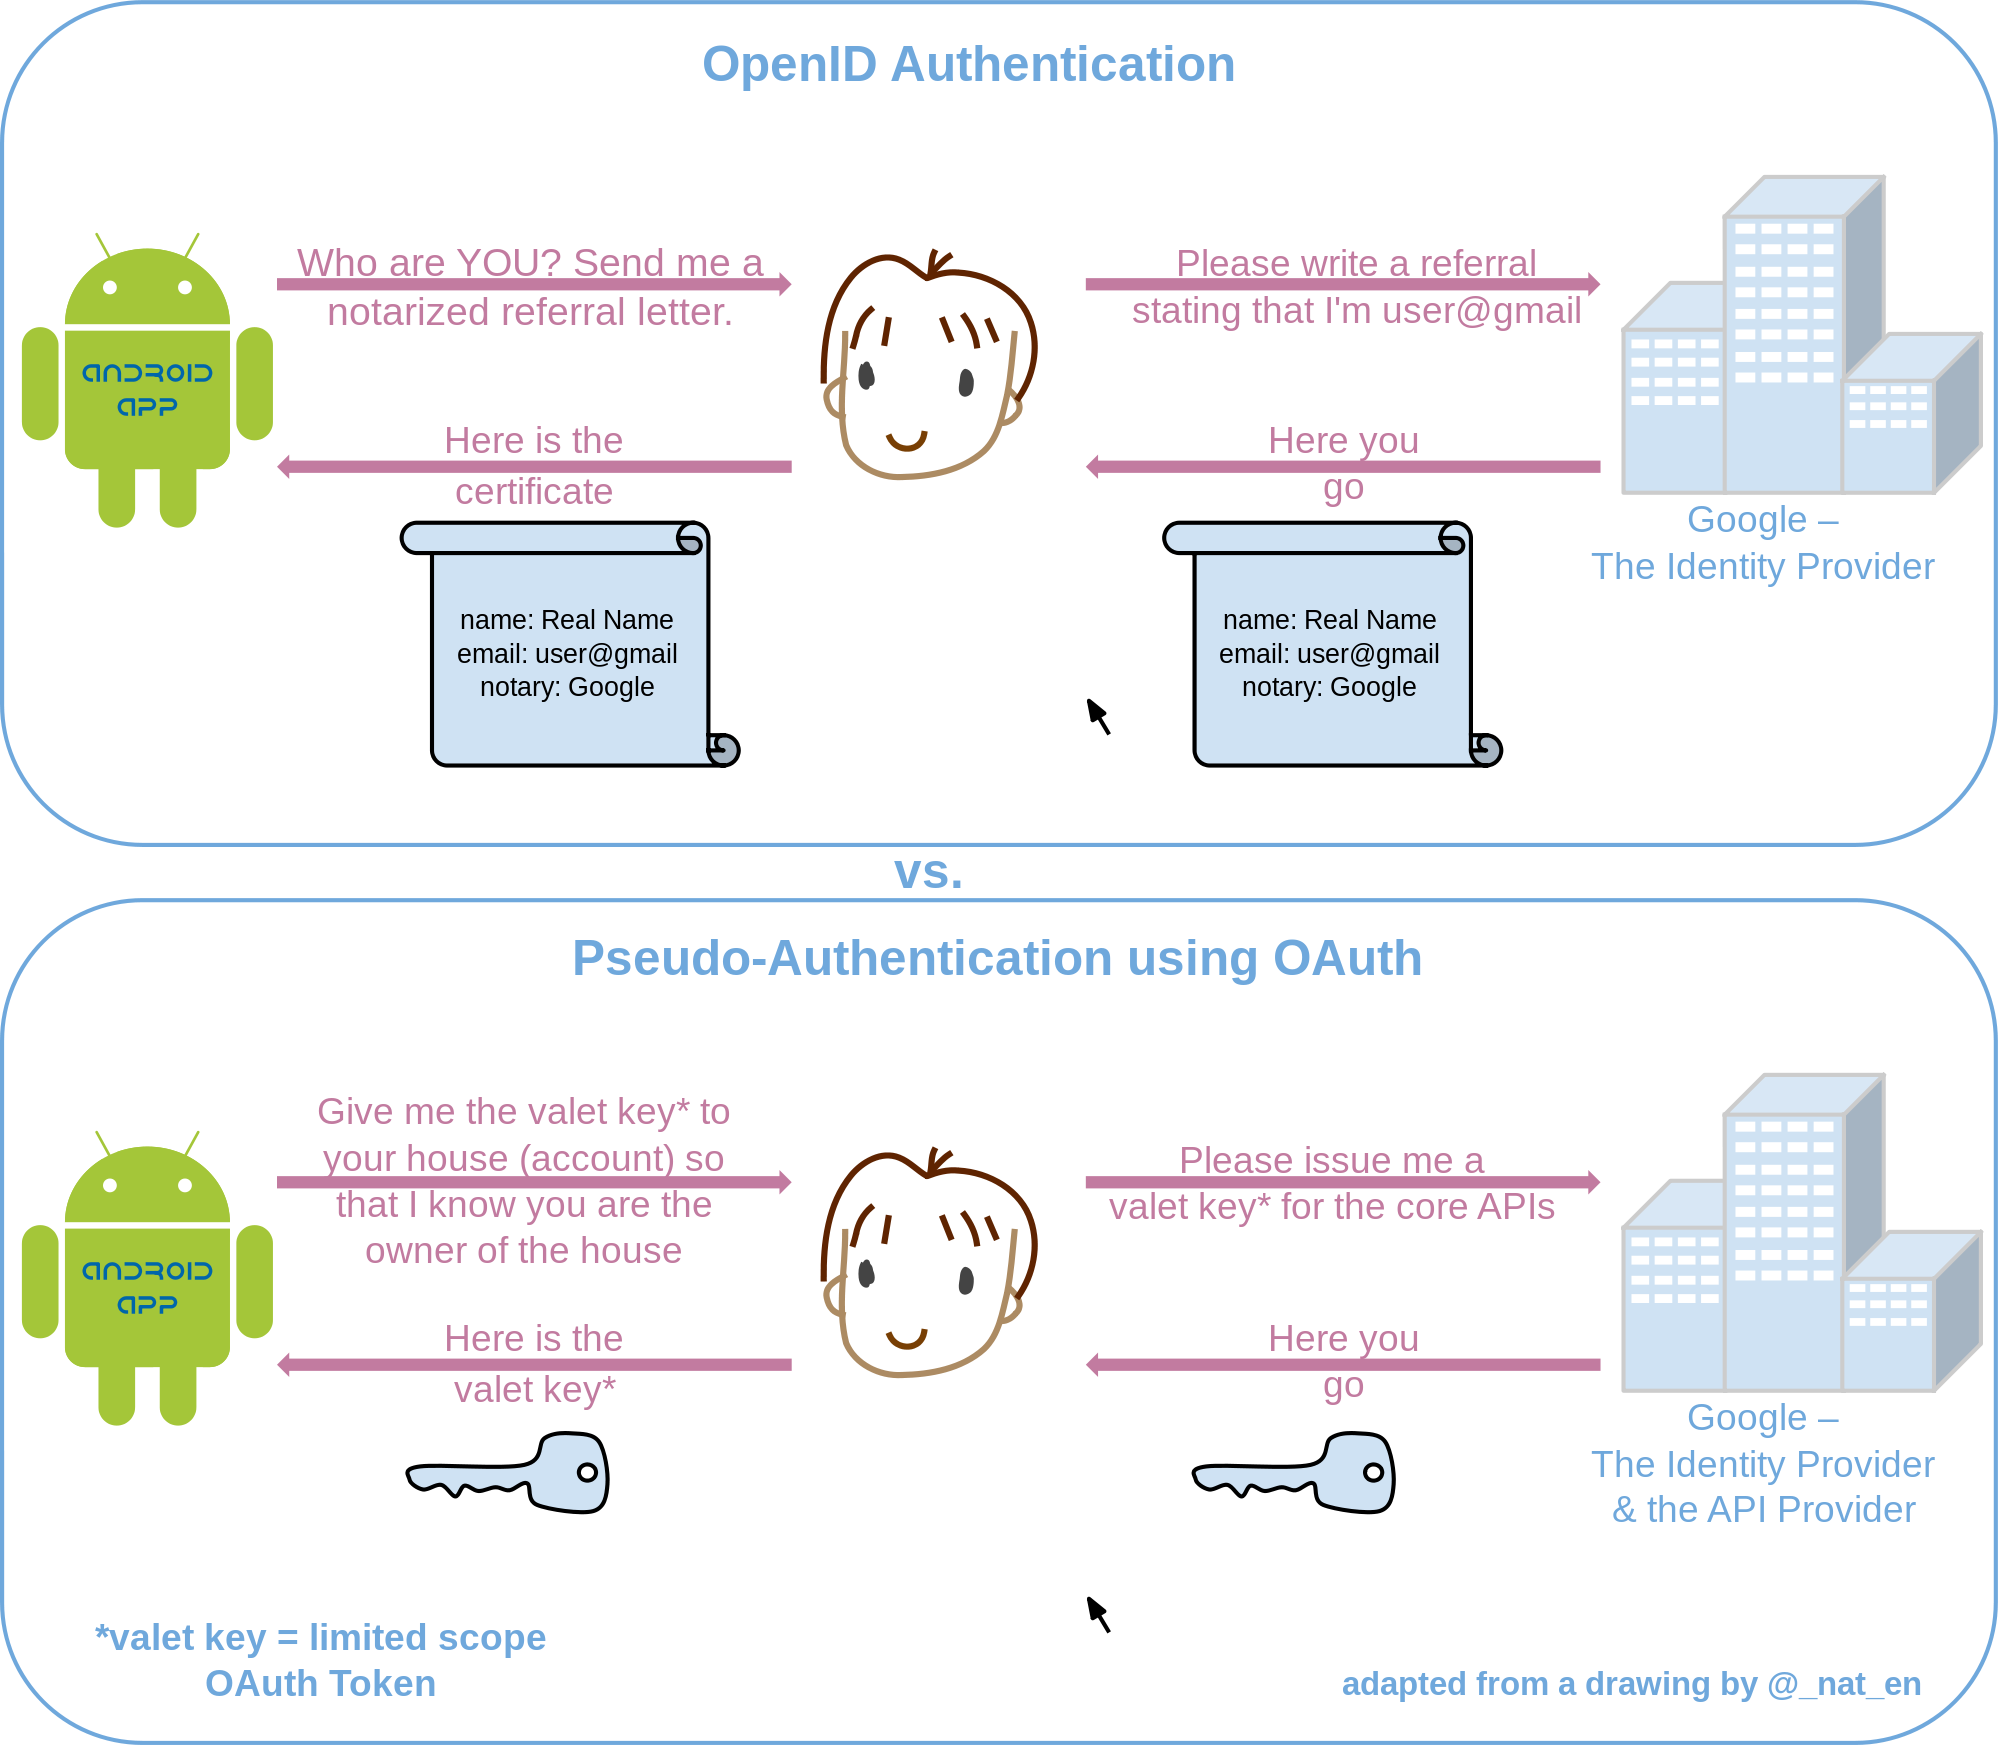 OpenID Authentication
Who are YOU? Send me a
notarized referral letter.
Please write a referral
stating that I'm user@gmail
ANDROID
APP
Here is the
certificate
Here you
go
Google –
The Identity Provider
name: Real Name
email: user@gmail
notary: Google
name: Real Name
email: user@gmail
notary: Google
vs.
Pseudo-Authentication using OAuth
Give me the valet key* to
your house (account) so
that I know you are the
owner of the house
Please issue me a
valet key* for the core APIs
ANDROID
APP
Here is the
valet key*
Here you
go
Google –
The Identity Provider
& the API Provider
*valet key = limited scope
OAuth Token
adapted from a drawing by @_nat_en